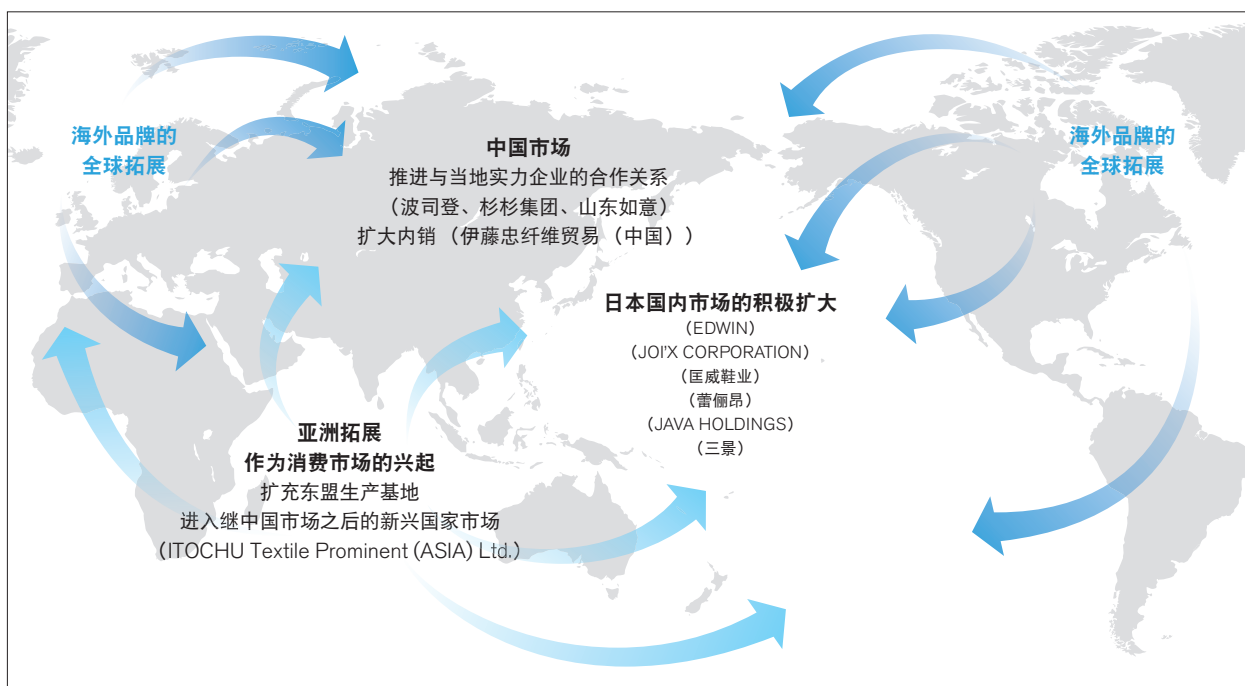 海外品牌的
全球拓展
中国市场
推进与当地实力企业的合作关系
（波司登、杉杉集团、山东如意）
扩大内销（伊藤忠纤维贸易（中国））
海外品牌的
全球拓展
日本国内市场的积极扩大
（EDWIN）
（JOI'X CORPORATION）
（匡威鞋业）
（蕾俪昂）
（JAVA HOLDINGS）
（三景）
亚洲拓展
作为消费市场的兴起
扩充东盟生产基地
进入继中国市场之后的新兴国家市场
（ITOCHU Textile Prominent (ASIA) Ltd.）